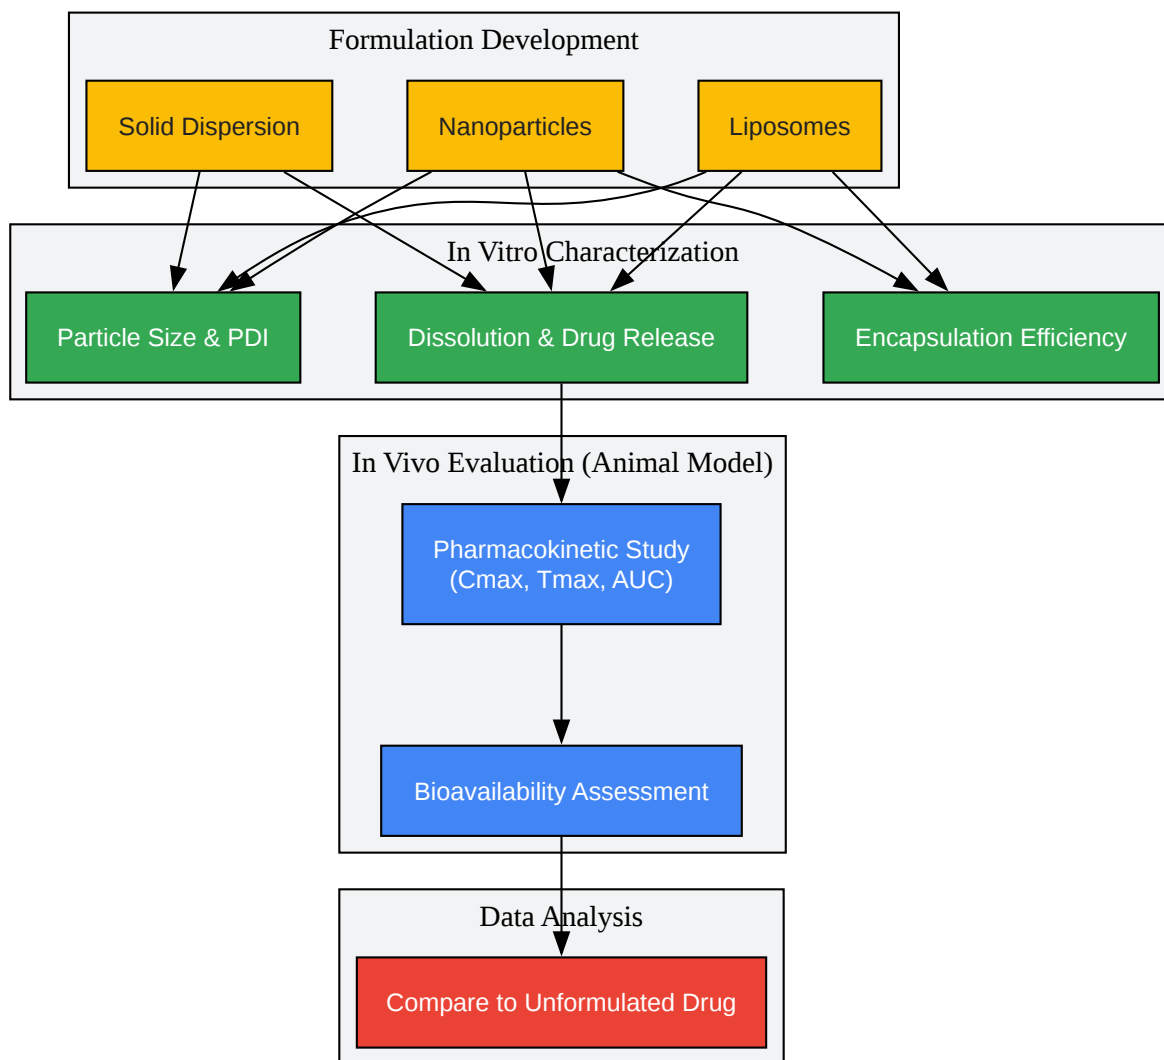 Formulation Development
Solid Dispersion
Nanoparticles
Liposomes
In Vitro Characterization
Particle Size & PDI
Dissolution & Drug Release
Encapsulation Efficiency
In Vivo Evaluation (Animal Model)
Pharmacokinetic Study
(Cmax, Tmax, AUC)
Bioavailability Assessment
Data Analysis
Compare to Unformulated Drug